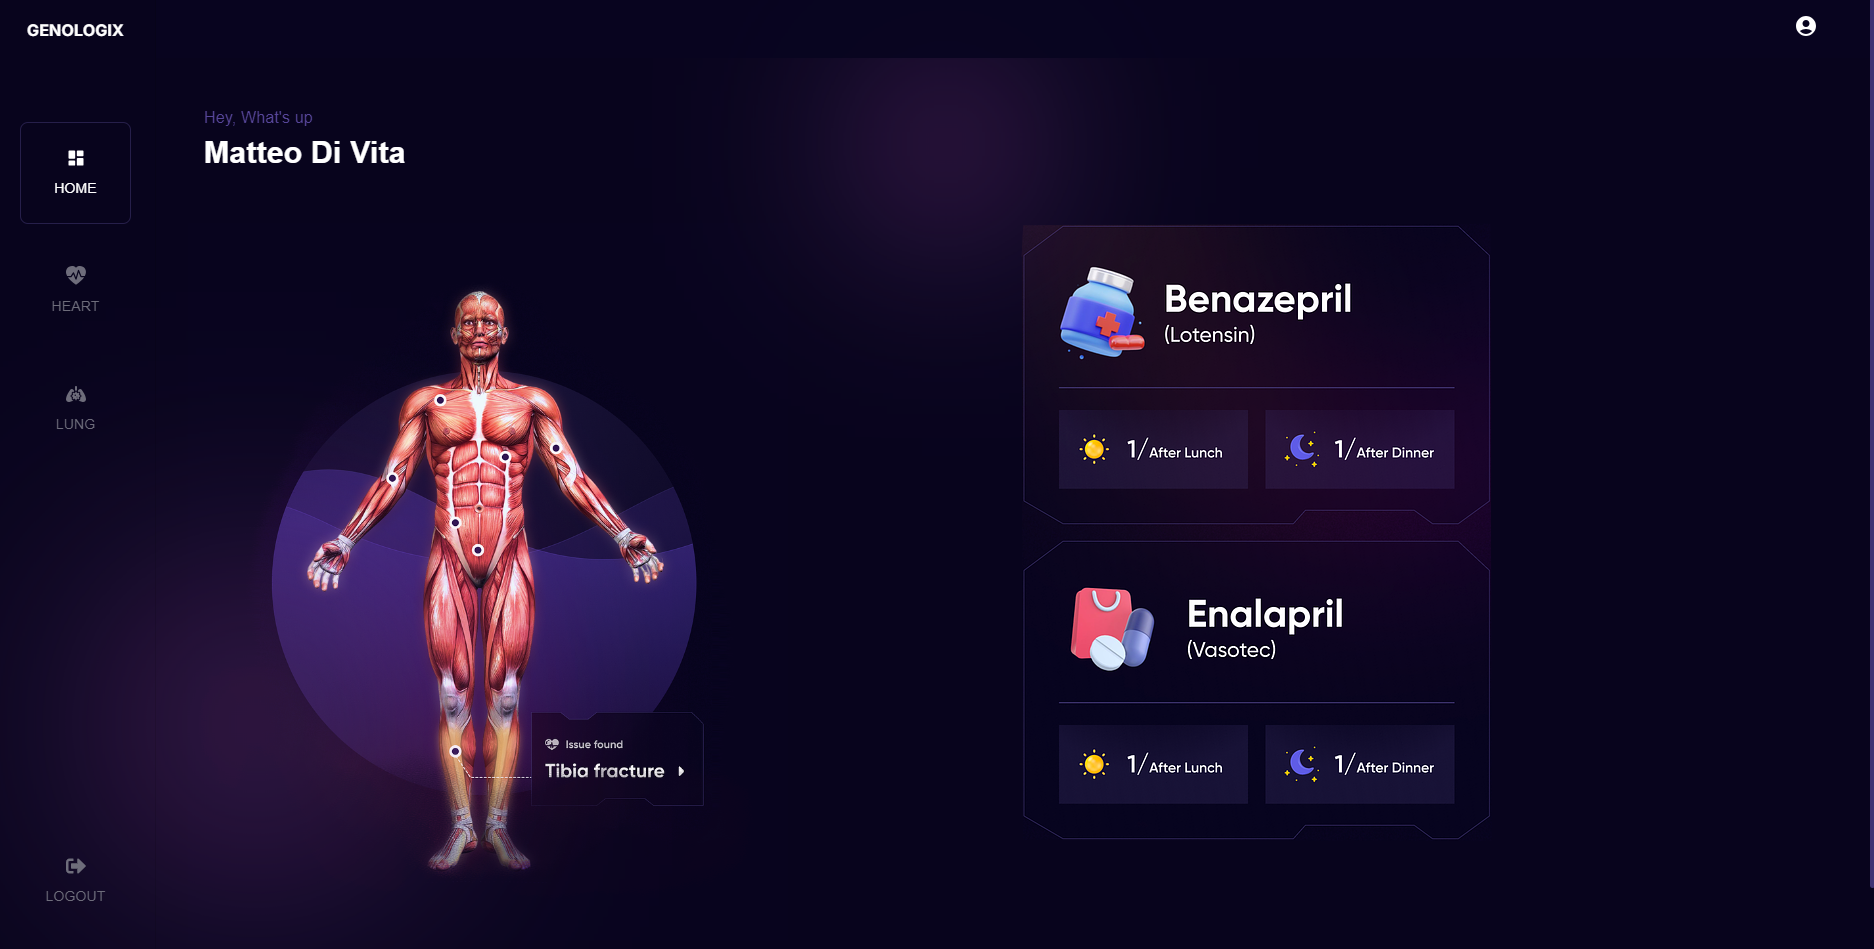 GENOLOGIX
Hey, What's up
Matteo Di Vita
HOME
HEART
LUNG
LOGOUT
Issue found
Tibia fracture
Benazepril
(Lotensin)
1/After Lunch
1/After Dinner
Enalapril
(Vasotec)
1/After Lunch
1/After Dinner